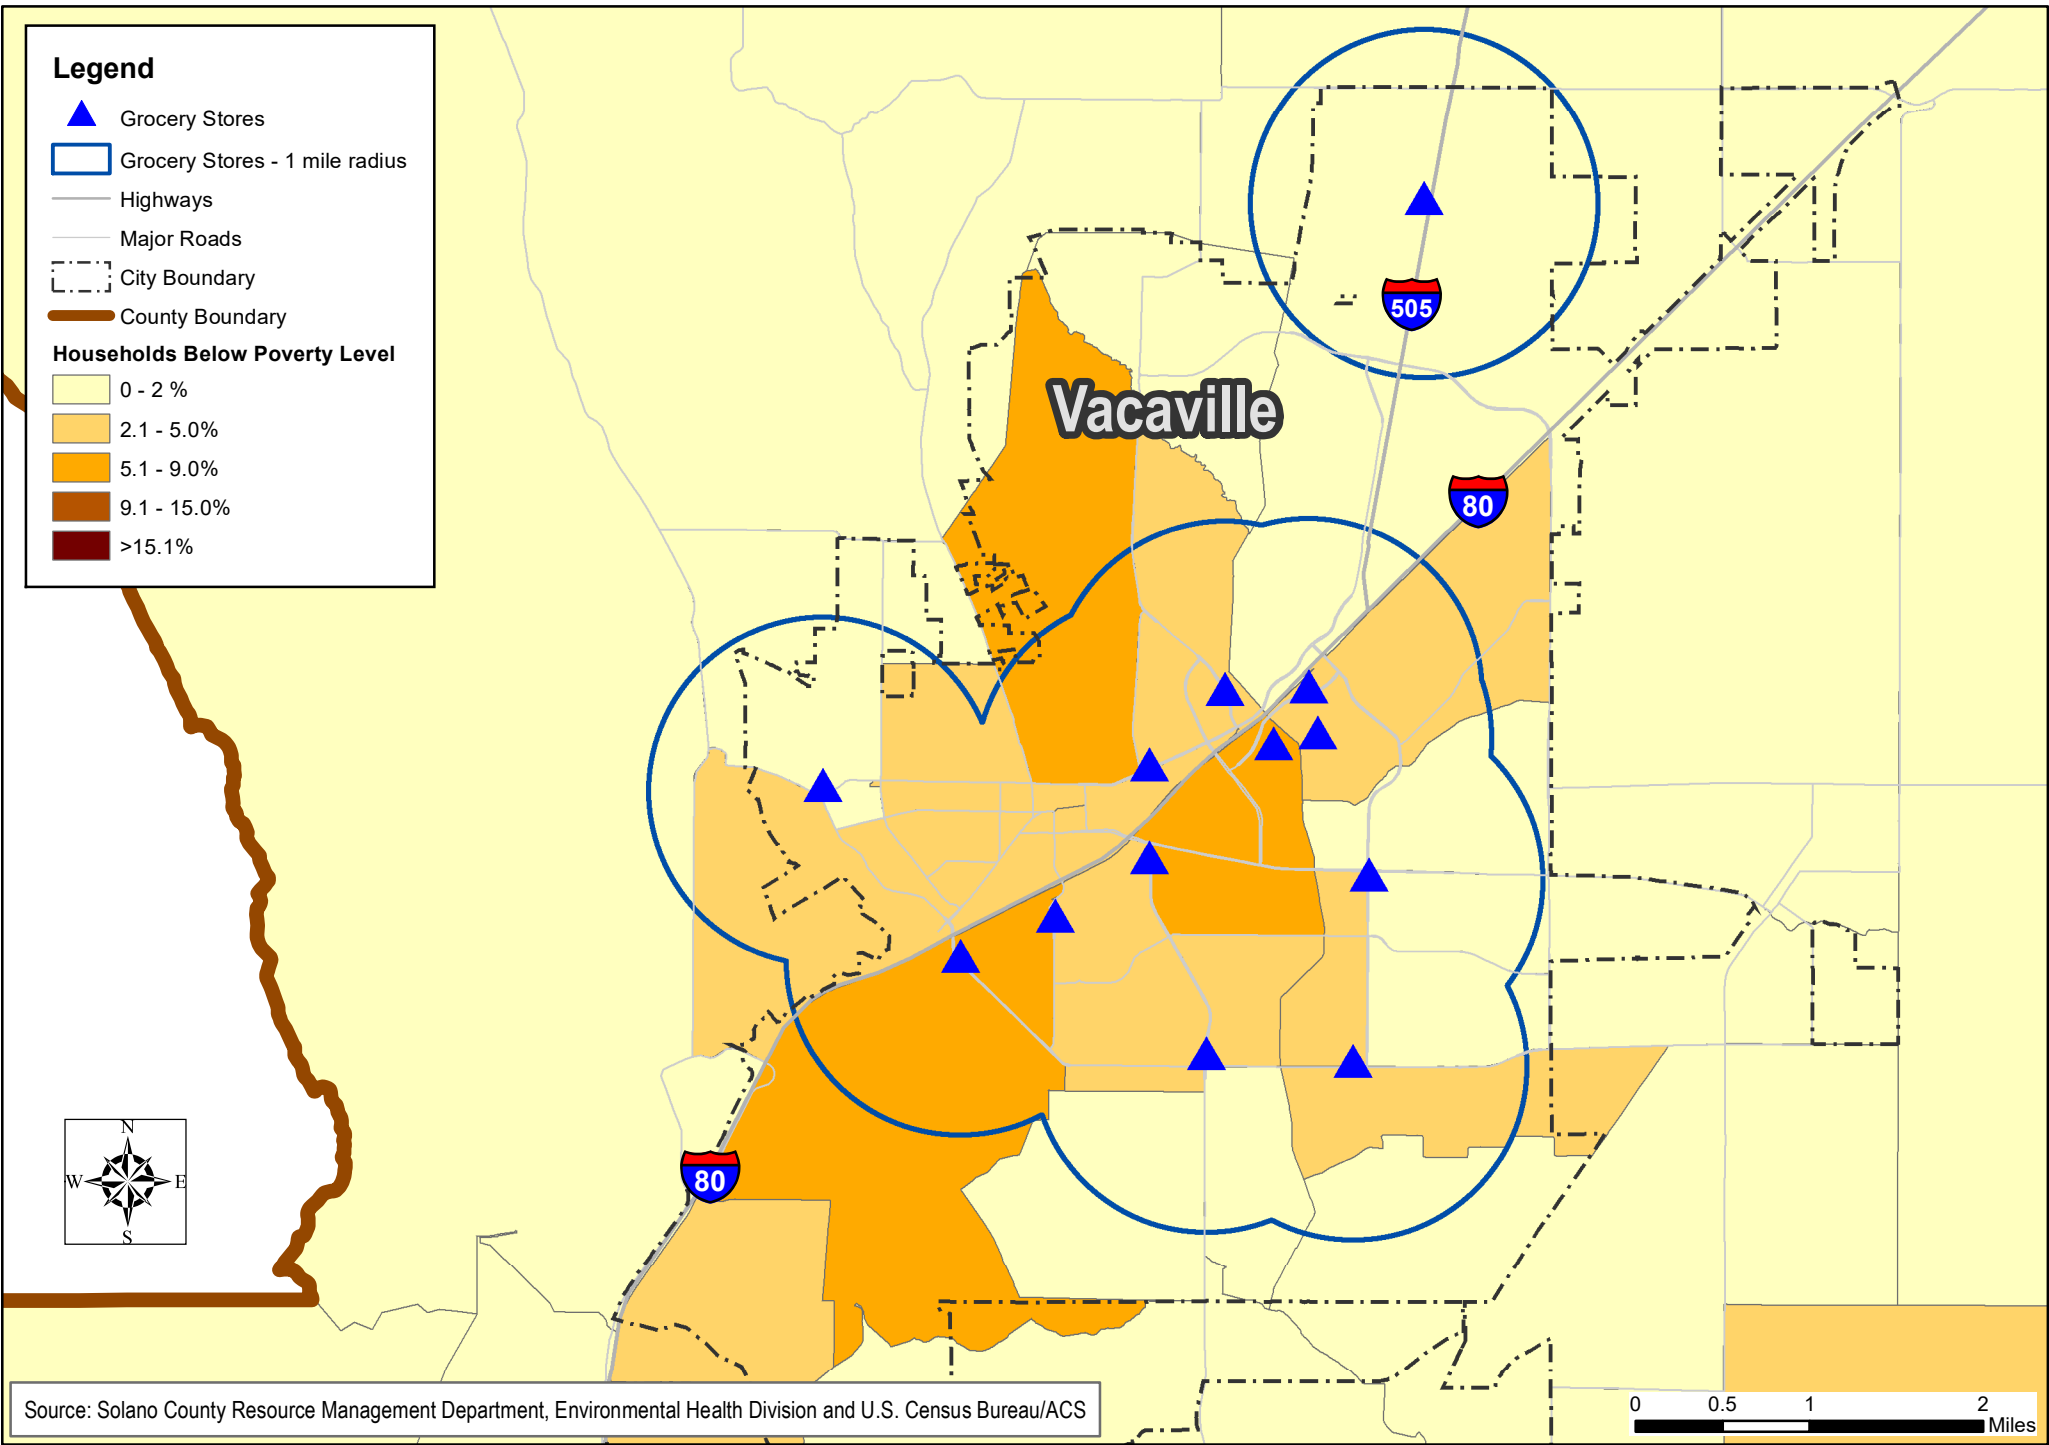 Legend
Grocery Stores
Grocery Stores - 1 mile radius
Highways
Major Roads
City Boundary
County Boundary
Households Below Poverty Level
0 - 2 %
2.1 - 5.0%
5.1 - 9.0%
9.1 - 15.0%
>15.1%
505
Vacaville
80
N
W E
S
80
Source: Solano County Resource Management Department, Environmental Health Division and U.S. Census Bureau/ACS
0 0.5 1 2
Miles